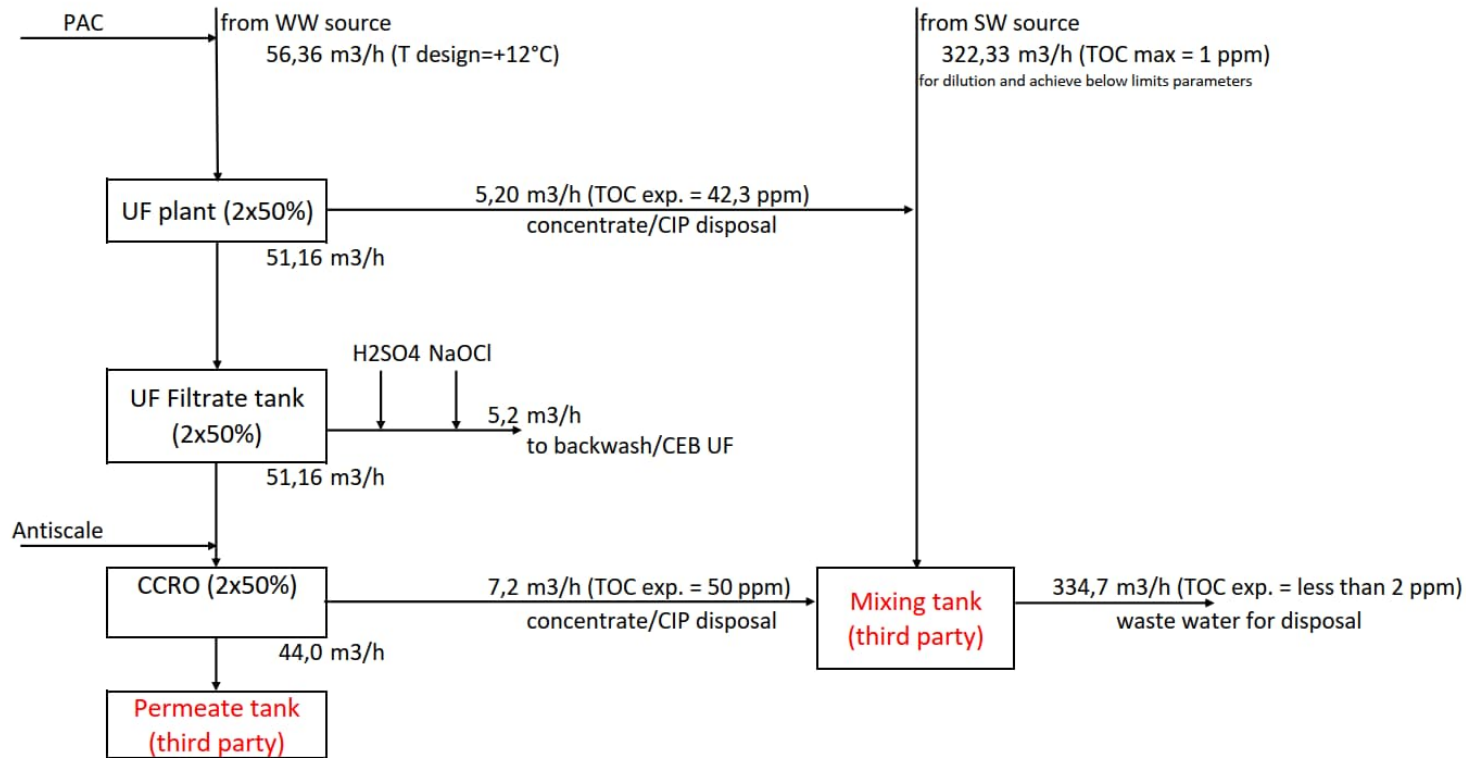 PAC
from WW source
56,36 m3/h (T design=+12°C)
from SW source
322,33 m3/h (TOC max = 1 ppm)
for dilution and achieve below limits parameters
UF plant (2x50%)
5,20 m3/h (TOC exp. = 42,3 ppm)
concentrate/CIP disposal
51,16 m3/h
H2SO4 NaOCl
UF Filtrate tank
(2x50%)
5,2 m3/h
to backwash/CEB UF
51,16 m3/h
Antiscale
CCRO (2x50%)
7,2 m3/h (TOC exp. = 50 ppm)
concentrate/CIP disposal
Mixing tank
(third party)
334,7 m3/h (TOC exp. = less than 2 ppm)
waste water for disposal
44,0 m3/h
Permeate tank
(third party)